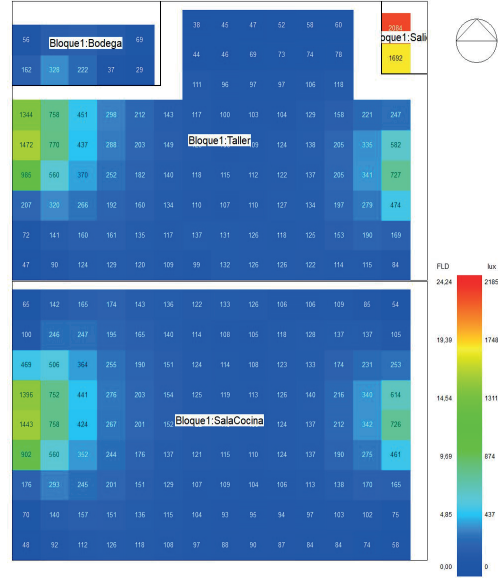 38 45 47 52 58 60
2084
56 Bloque1:Bodega 69
oque1:Sali
44 46 69 73 74 78
1692
162 328 222 37 29
111 96 97 97 106 118
1344 758 451 298 212 143 117 100 103 104 129 158 221 247
1472 770 437 288 203 149 Bloque1:Taller 09 124 138 205 335 582
986 560 370 252 182 140 118 115 112 122 137 205 341 727
207 320 266 192 160 134 110 107 110 127 134 197 279 474
72 141 160 161 135 117 137 131 126 118 125 153 190 169
47 90 124 129 120 109 99 132 126 126 122 114 115 84
FLD lux
24,24 2185
65 142 165 174 143 136 122 133 126 106 106 109 85 54
100 246 247 195 165 140 114 108 105 118 128 137 137 105
19,39 1748
469 506 364 255 190 151 124 114 108 123 133 174 231 253
1396 752 441 276 203 154 125 119 113 126 140 216 340 614
14,54 1311
1443 758 424 267 201 152 Bloque1:SalaCocina 124 137 212 342 726
902 560 352 244 176 137 121 115 110 124 137 190 275 461
9,69 874
176 293 245 201 151 129 107 109 104 106 113 138 170 165
70 140 157 151 136 115 104 93 95 94 97 103 102 75
4,85 437
48 92 112 126 118 108 97 88 90 87 84 84 74 58
0,00 0